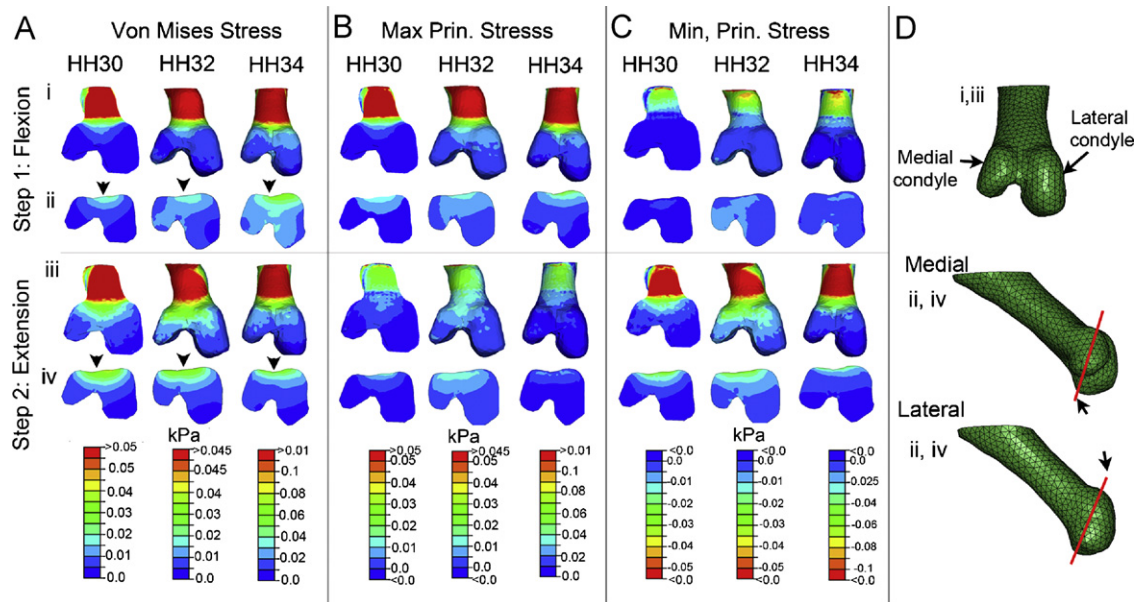 A
Von Mises Stress
HH30 HH32 HH34
B
Max Prin. Stresss
HH30 HH32 HH34
C
Min, Prin. Stress
HH30 HH32 HH34
D
Step 1: Flexion
i
ii
Step 2: Extension
iii
iv
i,iii
Lateral
condyle
Medial
condyle
Medial
ii, iv
Lateral
ii, iv
kPa
>0.05
0.05
0.04
0.03
0.02
0.01
0.0
>0.045
0.045
0.04
0.03
0.02
0.01
0.0
>0.01
0.1
0.08
0.06
0.04
0.02
0.0
kPa
>0.05
0.05
0.04
0.03
0.02
0.01
0.0
<0.0
>0.045
0.045
0.04
0.03
0.02
0.01
0.0
<0.0
>0.01
0.1
0.08
0.06
0.04
0.02
0.0
kPa
<0.0
0.0
-0.01
-0.02
-0.03
-0.04
-0.05
<0.0
<0.0
0.0
-0.01
-0.02
-0.03
-0.04
-0.05
<0.0
<0.0
0.0
0.025
-0.04
-0.06
-0.08
-0.1
<0.0